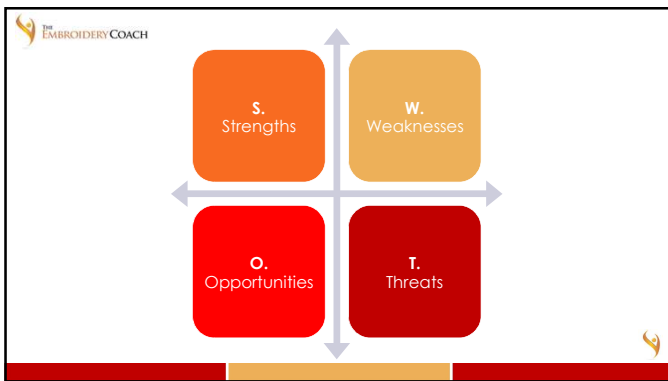 THE
EMBROIDERY COACH
S.
Strengths
W.
Weaknesses
O.
Opportunities
T.
Threats